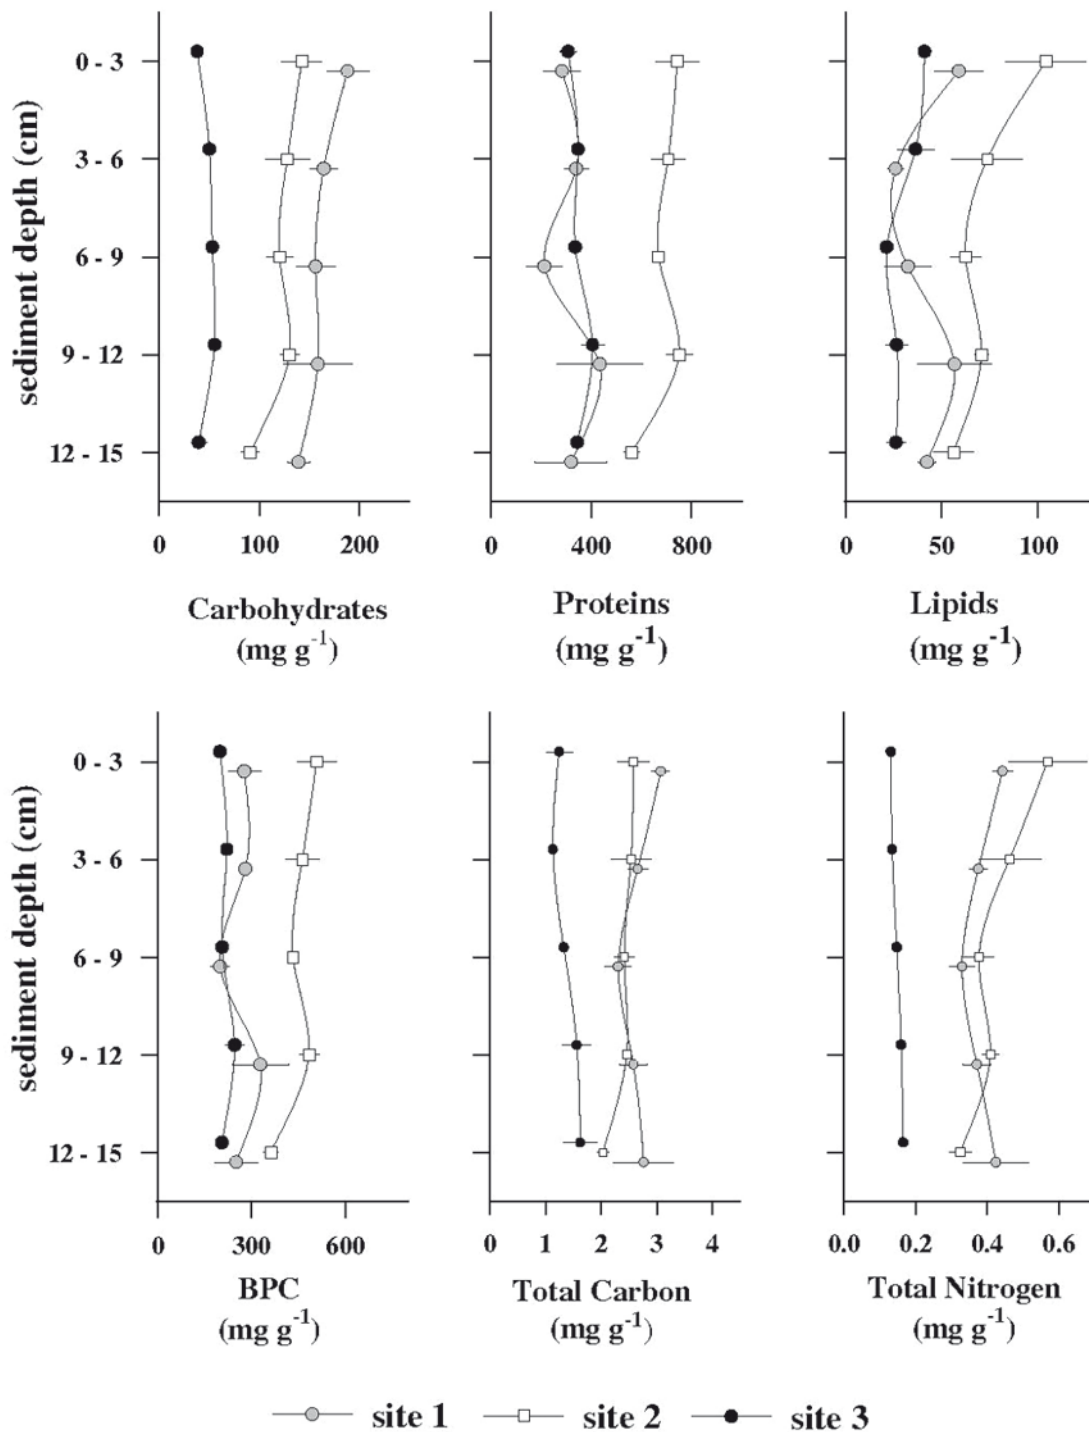 sediment depth (cm)
0 - 3
3 - 6
6 - 9
9 - 12
12 - 15
0 100 200
0 400 800
0 50 100
Carbohydrates
(mg g⁻¹)
Proteins
(mg g⁻¹)
Lipids
(mg g⁻¹)
sediment depth (cm)
0 - 3
3 - 6
6 - 9
9 - 12
12 - 15
0 300 600
0 1 2 3 4
0.0 0.2 0.4 0.6
BPC
(mg g⁻¹)
Total Carbon
(mg g⁻¹)
Total Nitrogen
(mg g⁻¹)
site 1 site 2 site 3